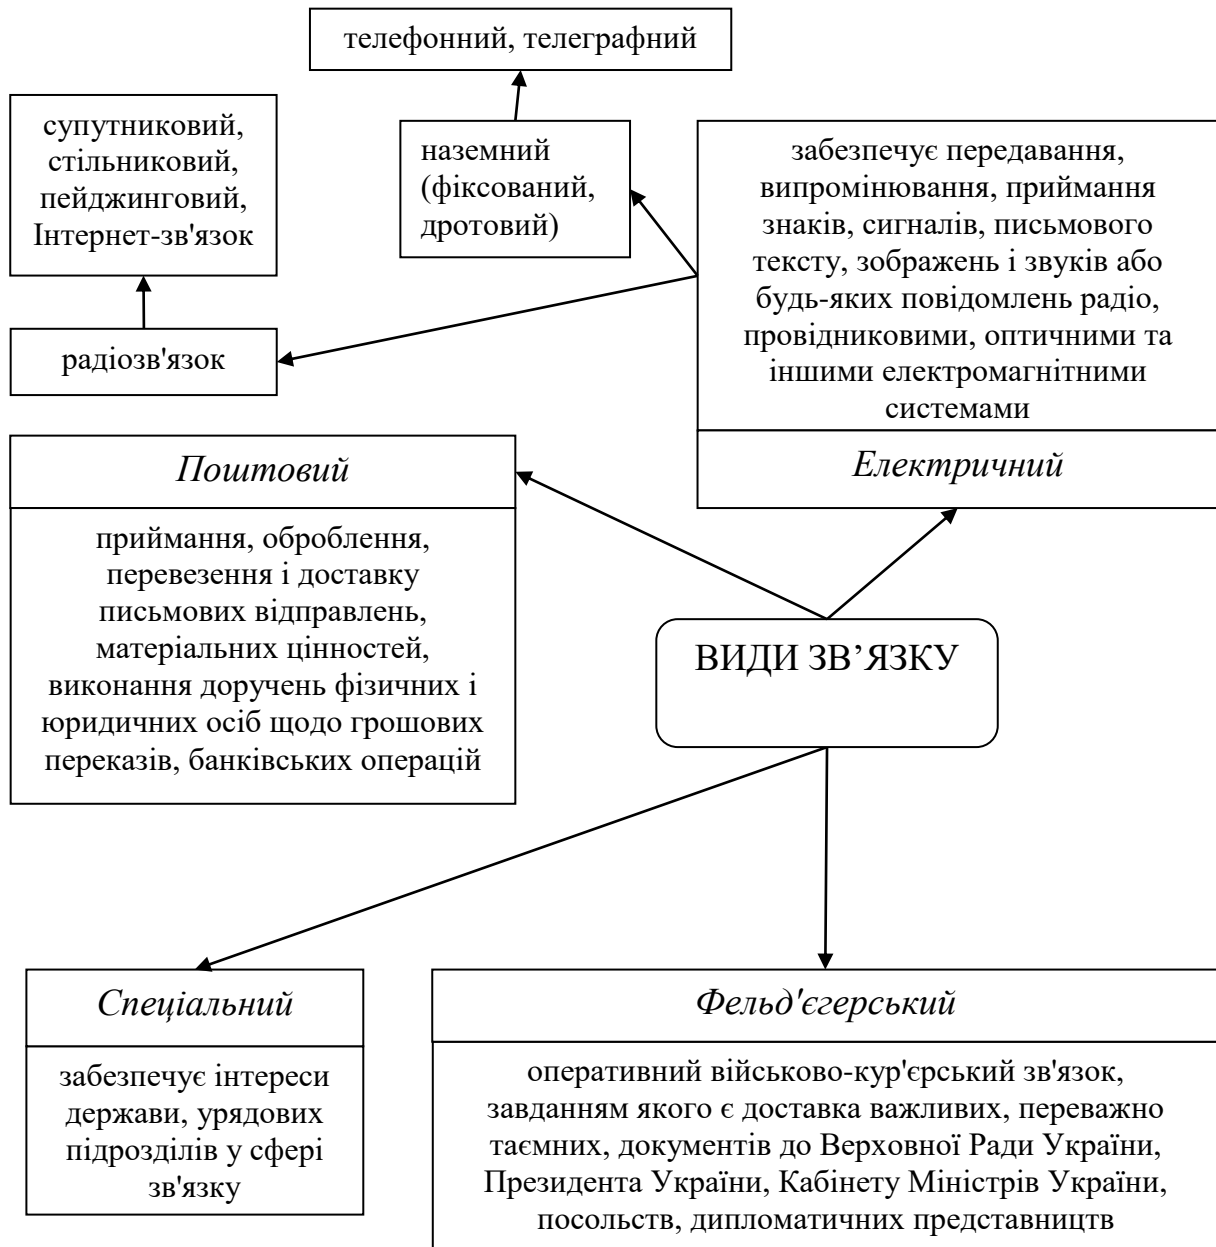 телефонний, телеграфний
супутниковий,
стільниковий,
пейджинговий,
Інтернет-зв'язок
наземний
(фіксований,
дротовий)
забезпечує передавання,
випромінювання, приймання
знаків, сигналів, письмового
тексту, зображень і звуків або
будь-яких повідомлень радіо,
провідниковими, оптичними та
іншими електромагнітними
системами
радіозв'язок
Електричний
Поштовий
приймання, оброблення,
перевезення і доставку
письмових відправлень,
матеріальних цінностей,
виконання доручень фізичних і
юридичних осіб щодо грошових
переказів, банківських операцій
ВИДИ ЗВ’ЯЗКУ
Спеціальний
забезпечує інтереси
держави, урядових
підрозділів у сфері
зв'язку
Фельд'єгерський
оперативний військово-кур'єрський зв'язок,
завданням якого є доставка важливих, переважно
таємних, документів до Верховної Ради України,
Президента України, Кабінету Міністрів України,
посольств, дипломатичних представництв